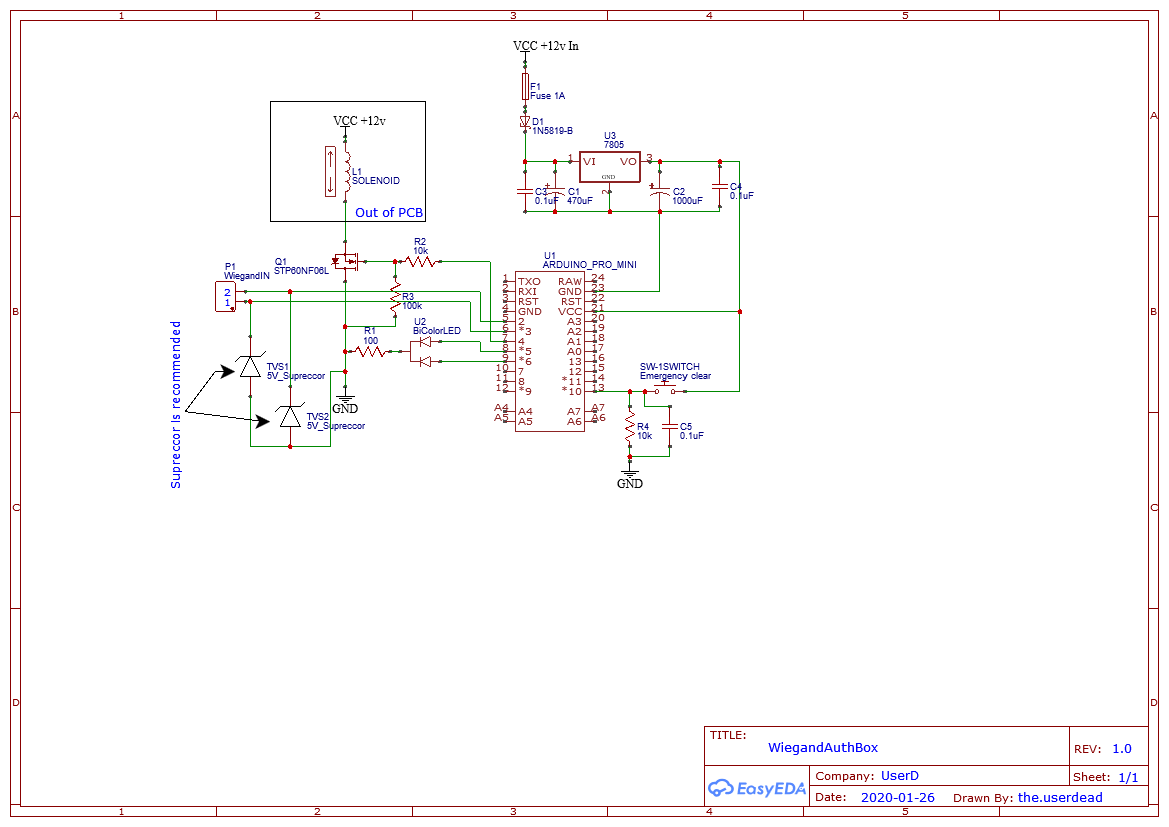 1 2 3 4 5
A A
VCC +12v In
F1
Fuse 1A
D1
1N5819-B
VCC +12v
L1
SOLENOID
Out of PCB
U3
7805
1 VI VO 3
GND
2
C3
0.1uF
+
C1
470uF
+
C2
1000uF
C4
0.1uF
B B
Q1
STP60NF06L
R2
10k
R3
100k
P1
WiegandIN
2
1
U2
BiColorLED
R1
100
GND
TVS1
5V_Supreccor
TVS2
5V_Supreccor
Supreccor Is recommended
U1
ARDUINO_PRO_MINI
1 TXO RAW 24
2 RXI GND 23
3 RST RST 22
4 GND VCC 21
5 2 A3 20
6 *3 A2 19
7 4 A1 18
8 *5 A0 17
9 *6 13 16
10 7 12 15
11 8 *11 14
12 *9 *10 13
A4 A4 A7 A7
A5 A5 A6 A6
SW-1SWITCH
Emergency clear
R4
10k
C5
0.1uF
GND
C C
D D
TITLE:
WiegandAuthBox
REV: 1.0
EasyEDA
Company: UserD
Sheet: 1/1
Date: 2020-01-26
Drawn By: the.userdead
1 2 3 4 5